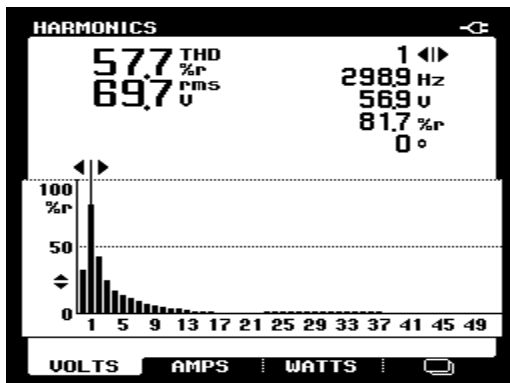 HARMONICS
57.7 THD %r
69.7 rms V
1
298.9 Hz
56.9 V
81.7 %r
0 °
100
%r
50
0
1 5 9 13 17 21 25 29 33 37 41 45 49
VOLTS AMPS WATTS